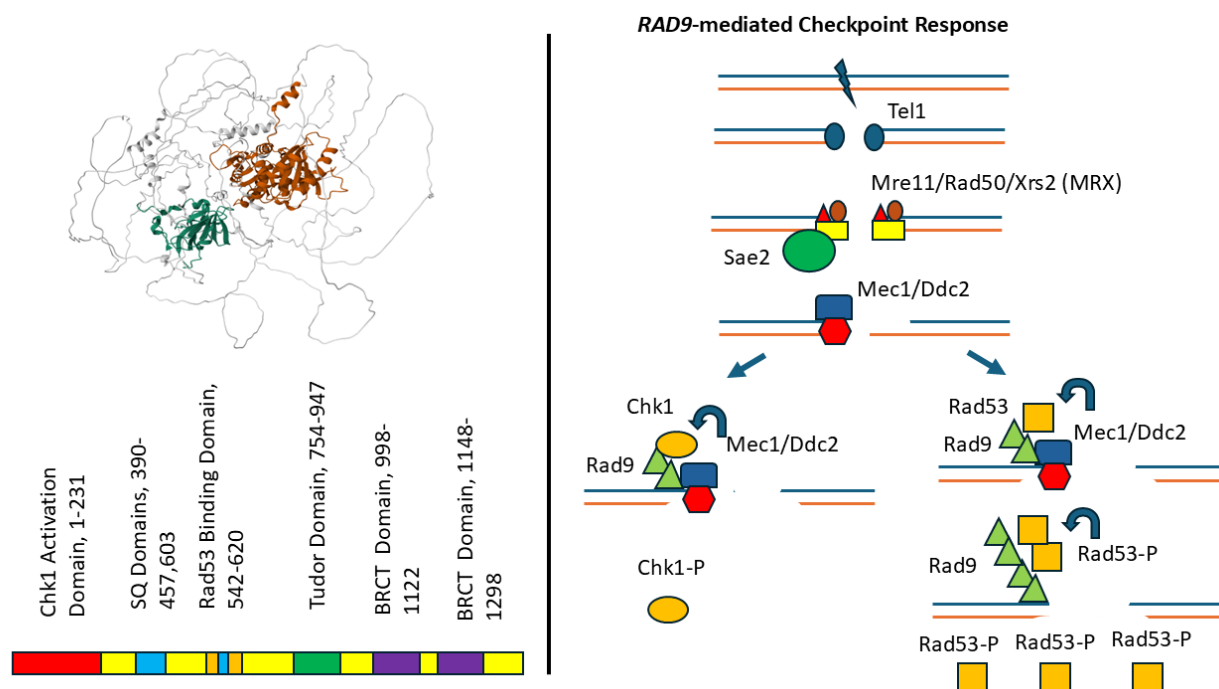 RAD9-mediated Checkpoint Response
Tel1
Mre11/Rad50/Xrs2 (MRX)
Sae2
Mec1/Ddc2
Chk1
Mec1/Ddc2
Rad9
Chk1-P
Rad53
Rad9
Mec1/Ddc2
Rad9
Rad53-P
Rad53-P
Rad53-P
Rad53-P
Chk1 Activation
Domain, 1-231
SQ Domains, 390-
457,603
Rad53 Binding Domain,
542-620
Tudor Domain, 754-947
BRCT Domain, 998-
1122
BRCT Domain, 1148-
1298